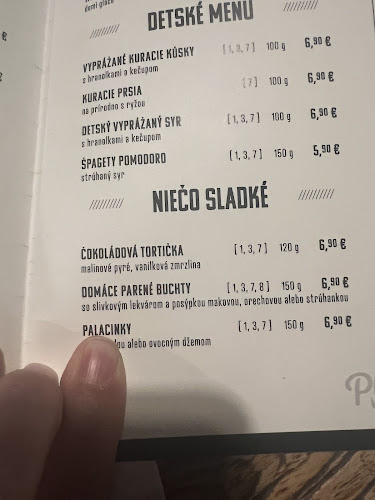 demi glace
DETSKÉ MENU
VYPRÁŽANÉ KURACIE KÚSKY [1,3,7] 100 g 6,90 €
s hranolkami a kečupom
KURACIE PRSIA [7] 100 g 6,90 €
na prírodno s ryžou
DETSKÝ VYPRÁŽANÝ SYR [1,3,7] 100 g 6,90 €
s hranolkami a kečupom
ŠPAGETY POMODORO (1,3,7) 150 g 5,90 €
strúhaný syr
NIEČO SLADKÉ
ČOKOLÁDOVÁ TORTIČKA [1,3,7] 120 g 6,90 €
malinové pyré, vanilková zmrzlina
DOMÁCE PARENÉ BUCHTY [1,3,7,8] 150 g 6,90 €
so slivkovým lekvárom a posýpkou makovou, orechovou alebo strúhankou
PALACINKY [1,3,7] 150 g 6,90 €
alebo ovocným džemom